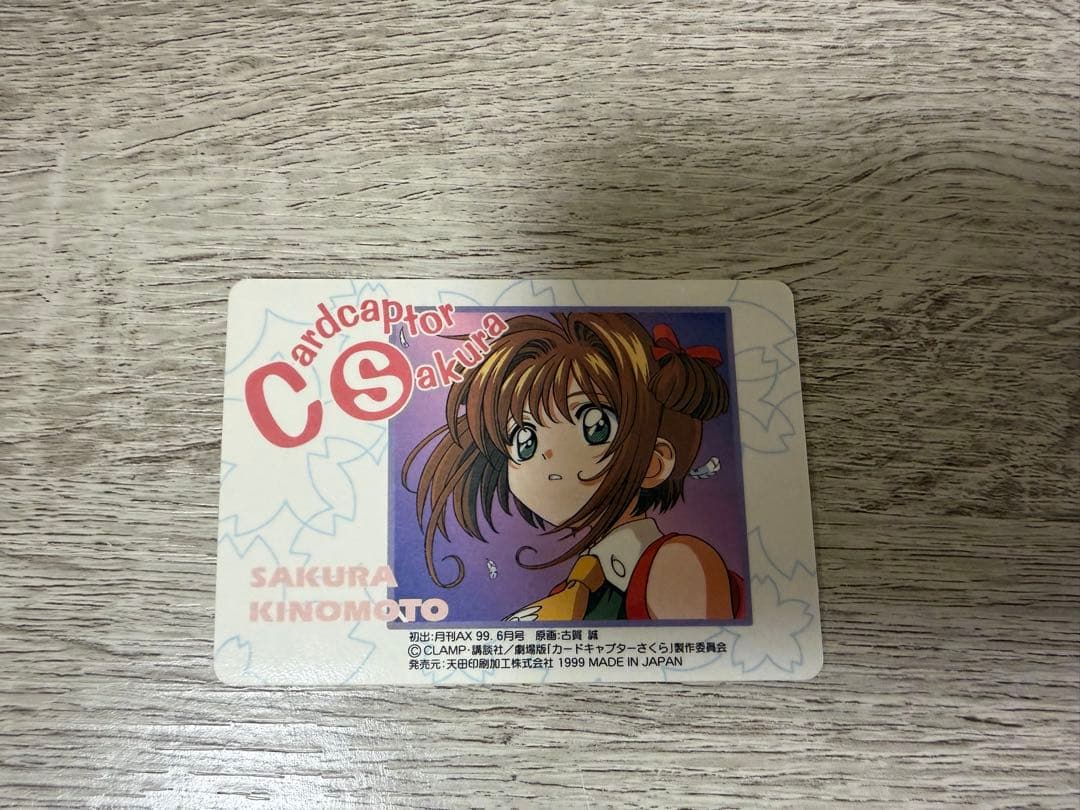 Cardcaptor
Sakura
SAKURA
KINOMOTO
初出:月刊AX 99. 6月号 原画:古賀 誠
©CLAMP・講談社／劇場版「カードキャプターさくら」製作委員会
発売元:天田印刷加工株式会社 1999 MADE IN JAPAN